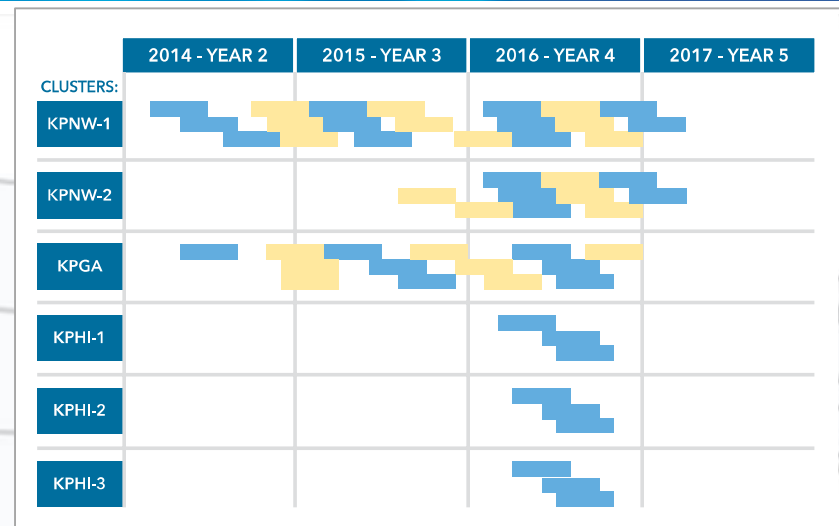 2014 - YEAR 2 2015 - YEAR 3 2016 - YEAR 4 2017 - YEAR 5
CLUSTERS:
KPNW-1
KPNW-2
KPGA
KPHI-1
KPHI-2
KPHI-3